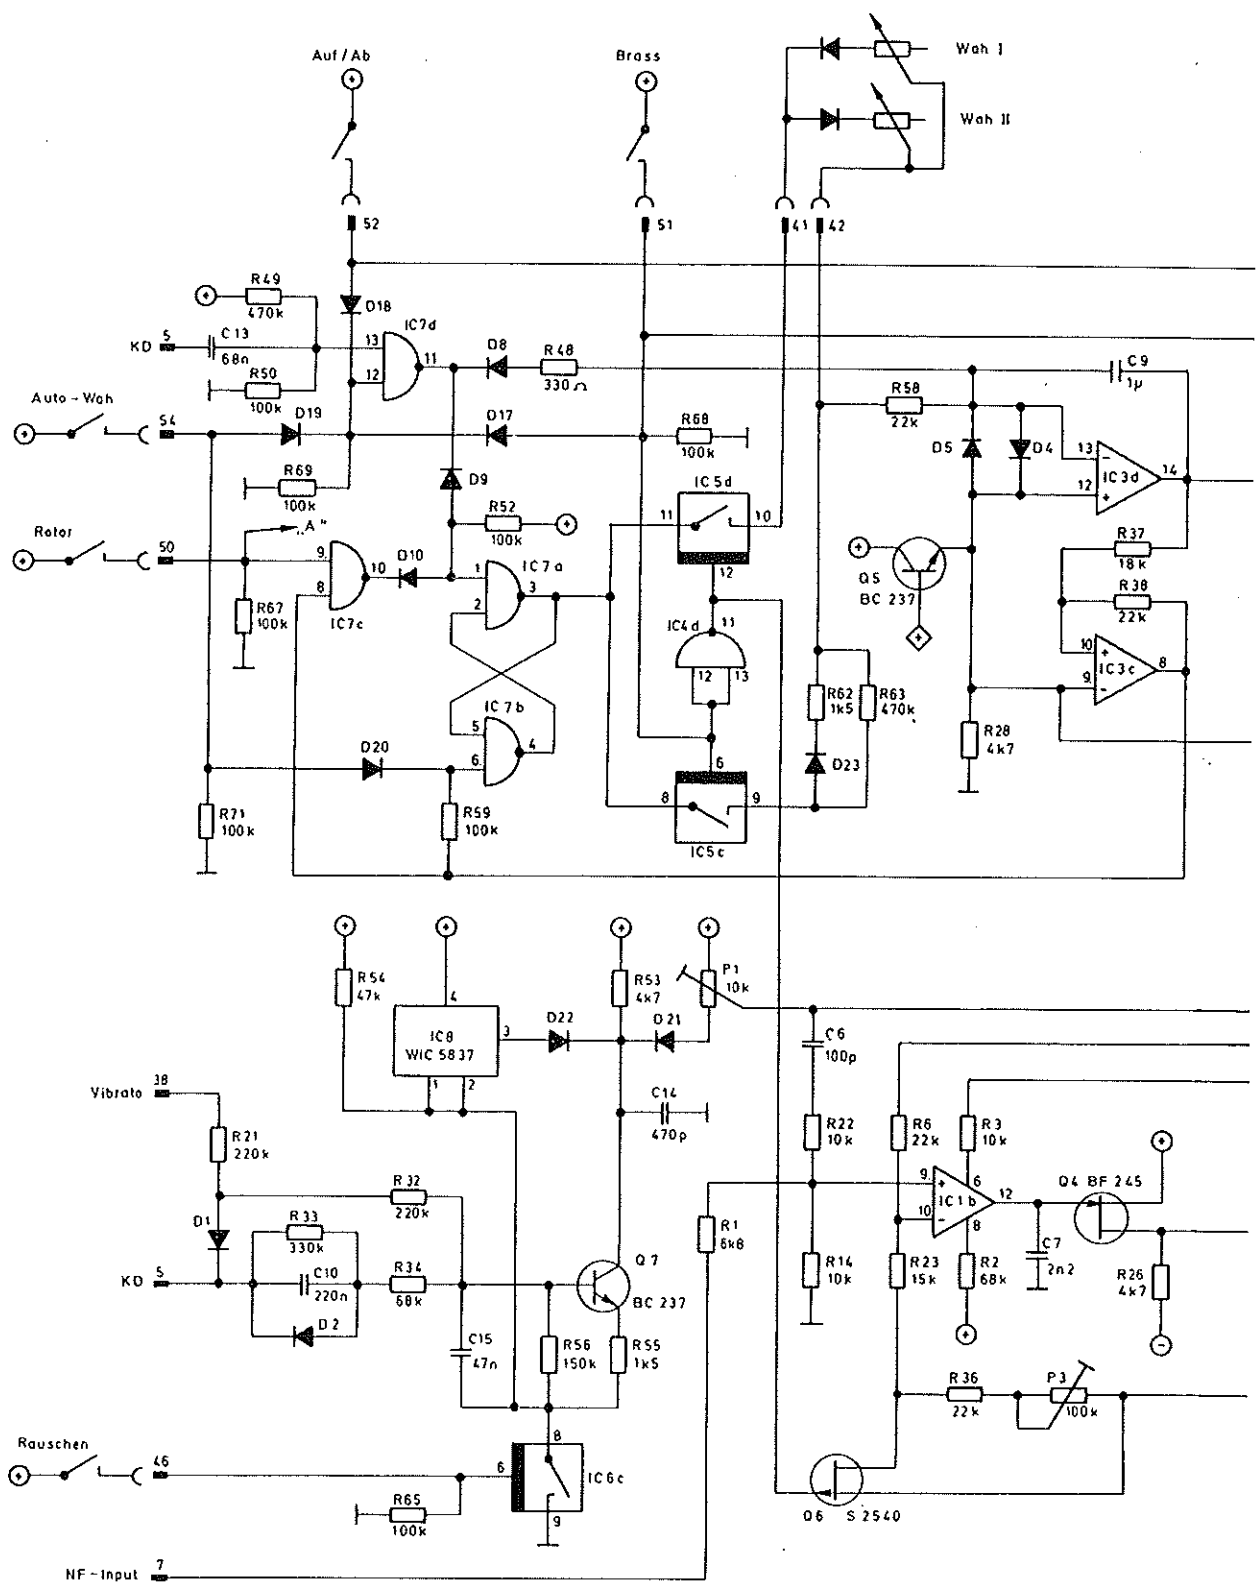 Auf/Ab
Brass
Wah I
Wah II
52
51
41
42
R49
470k
D18
KD
5
C13
68n
13
IC7d
11
12
D8
R48
330Ω
C9
1µ
R50
100k
R58
22k
Auto-Wah
54
D19
D17
R68
100k
D5
D4
13
-
IC3d
14
12
+
R69
100k
D9
IC5d
11
10
12
R52
100k
"A"
Rotor
50
9
10
8
IC7c
D10
1
IC7a
3
2
R37
18k
Q5
BC 237
R38
22k
R67
100k
11
IC4d
12
13
10
+
IC3c
8
9
-
IC7b
5
4
6
R62
1k5
R63
470k
R28
4k7
D20
6
D23
8
9
IC5c
R71
100k
R59
100k
R54
47k
4
R53
4k7
P1
10k
IC8
WIC 5837
3
D22
D21
1
2
C6
100p
Vibrato
38
C14
470p
R22
10k
R6
22k
R3
10k
R21
220k
R32
220k
9
+
6
IC1b
12
10
-
8
Q4 BF 245
D1
R33
330k
R1
6k8
C7
2n2
KD
5
C10
220n
R34
68k
Q7
BC 237
R14
10k
R23
15k
R2
68k
R26
4k7
D2
C15
47n
R56
150k
R55
1k5
R36
22k
P3
100k
Rauschen
46
8
6
IC6c
9
R65
100k
Q6
S 2540
NF-Input
7